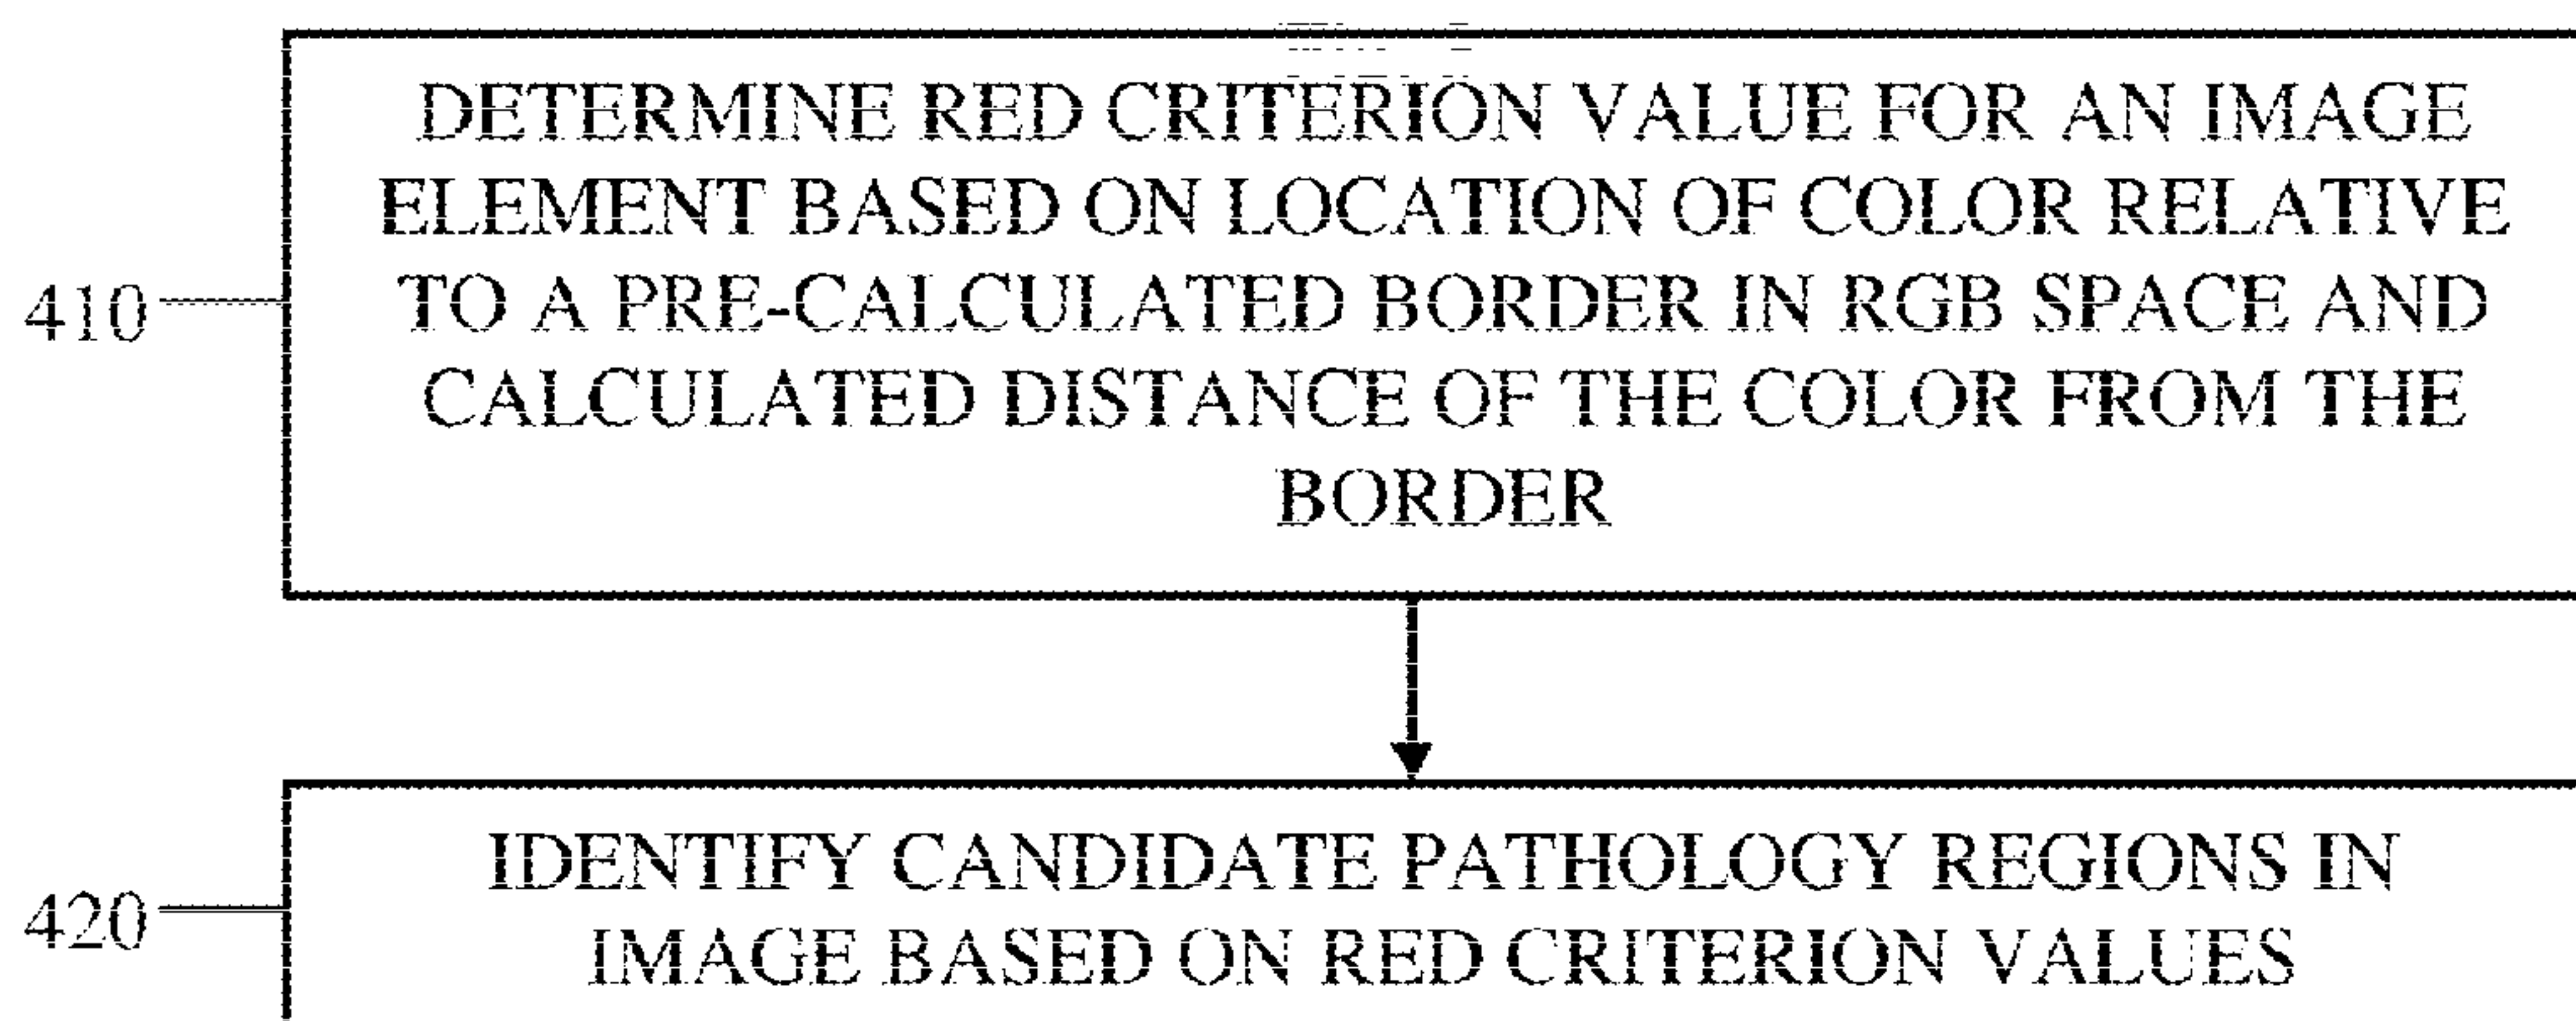 DETERMINE RED CRITERION VALUE FOR AN IMAGE
ELEMENT BASED ON LOCATION OF COLOR RELATIVE
410
TO A PRE-CALCULATED BORDER IN RGB SPACE AND
CALCULATED DISTANCE OF THE COLOR FROM THE
BORDER
IDENTIFY CANDIDATE PATHOLOGY REGIONS IN
420
IMAGE BASED ON RED CRITERION VALUES